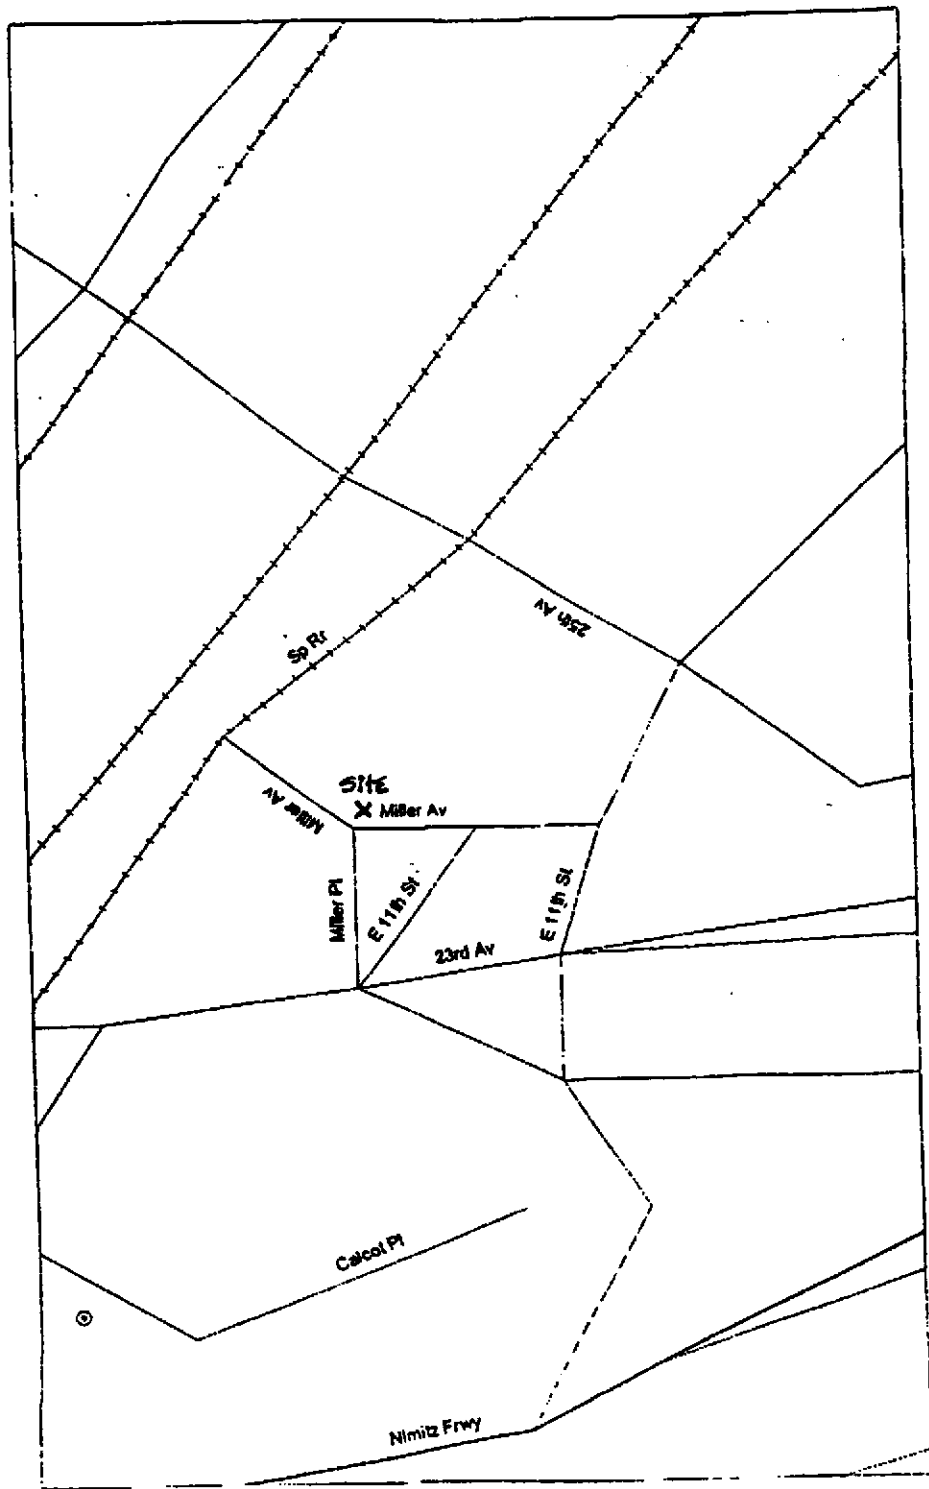 25th Av
Sp Rr
SITE
X Miller Av
Miller Av
Miller Pl
E 11th St
E 11th St
23rd Av
Calcot Pl
Nimitz Frwy